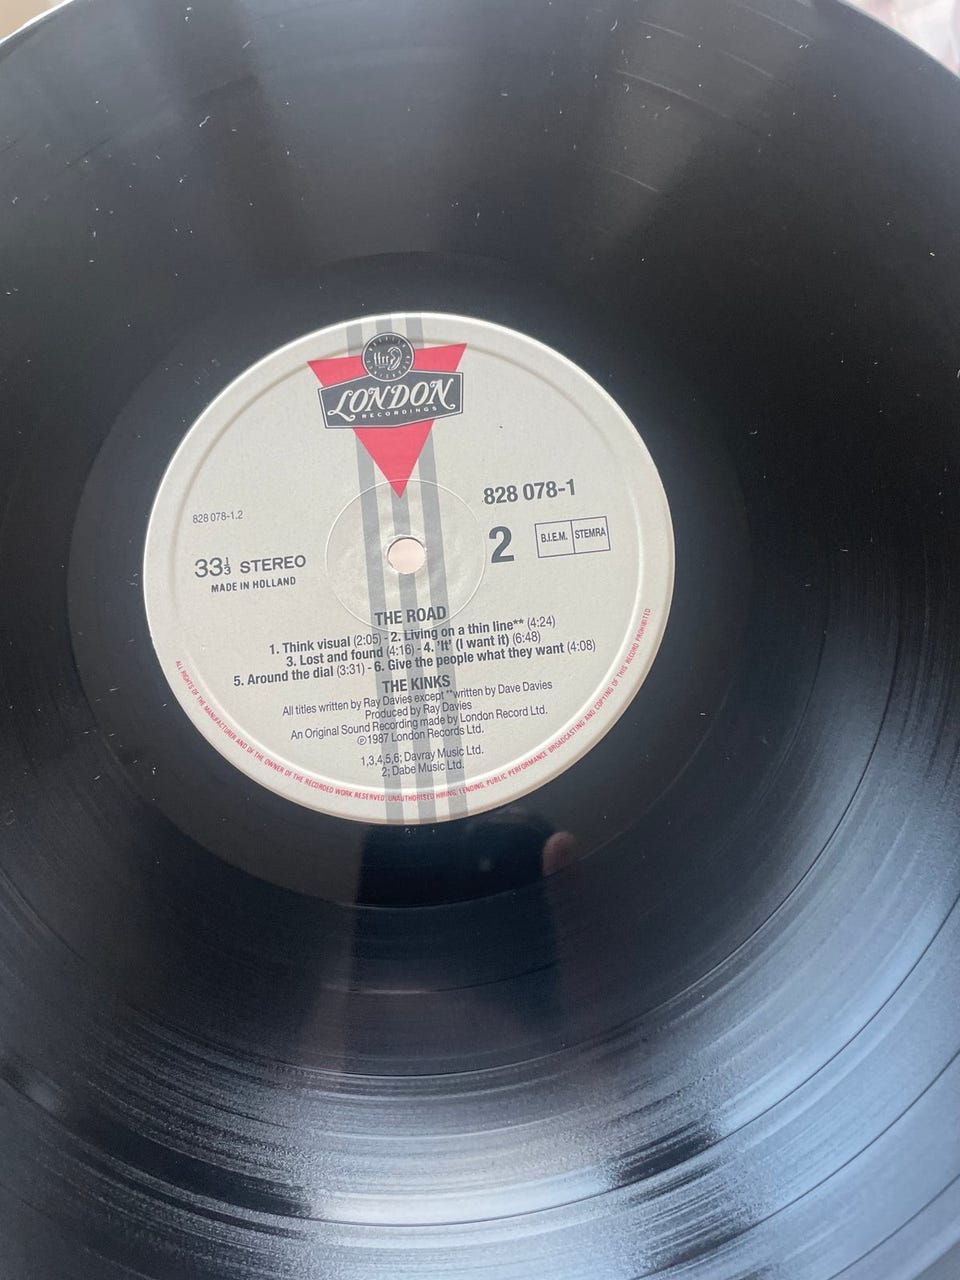 ffrr
LONDON
RECORDINGS
828 078-1
828 078-1.2
2
B.I.E.M. STEMRA
33⅓ STEREO
MADE IN HOLLAND
THE ROAD
1. Think visual (2:05) - 2. Living on a thin line** (4:24)
3. Lost and found (4:16) - 4. 'It' (I want it) (6:48)
5. Around the dial (3:31) - 6. Give the people what they want (4:08)
THE KINKS
All titles written by Ray Davies except **written by Dave Davies
Produced by Ray Davies
An Original Sound Recording made by London Record Ltd.
℗1987 London Records Ltd.
1,3,4,5,6; Davray Music Ltd.
2; Dabe Music Ltd.
ALL RIGHTS OF THE MANUFACTURER AND OF THE OWNER OF THE RECORDED WORK RESERVED. UNAUTHORISED HIRING, LENDING, PUBLIC PERFORMANCE BROADCASTING AND COPYING OF THIS RECORD PROHIBITED